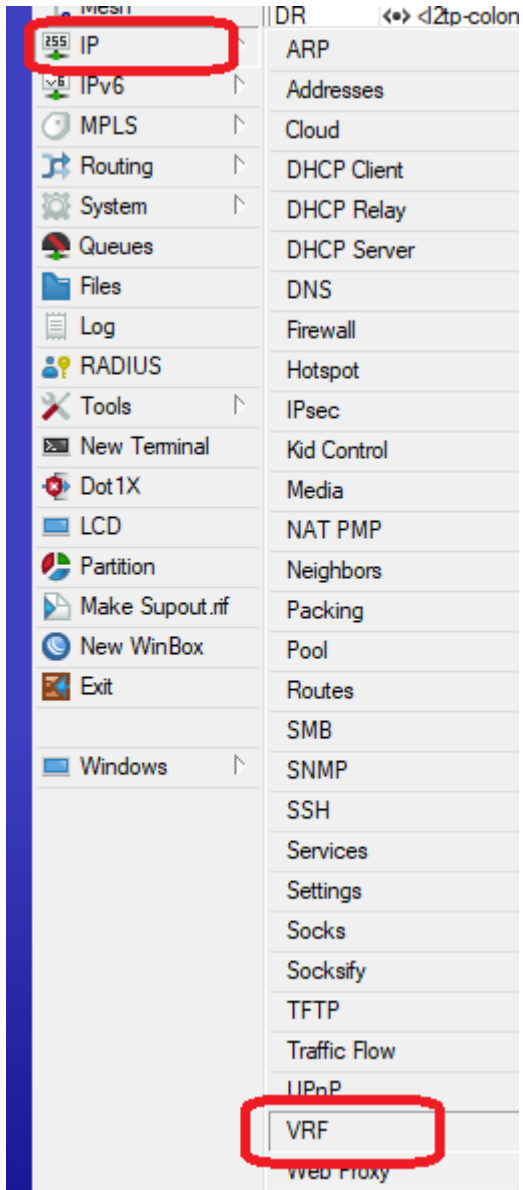 Mesh
IP
IPv6
MPLS
Routing
System
Queues
Files
Log
RADIUS
Tools
New Terminal
Dot1X
LCD
Partition
Make Supout.rif
New WinBox
Exit
Windows
DR <l2tp-colon
ARP
Addresses
Cloud
DHCP Client
DHCP Relay
DHCP Server
DNS
Firewall
Hotspot
IPsec
Kid Control
Media
NAT PMP
Neighbors
Packing
Pool
Routes
SMB
SNMP
SSH
Services
Settings
Socks
Socksify
TFTP
Traffic Flow
UPnP
VRF
Web Proxy